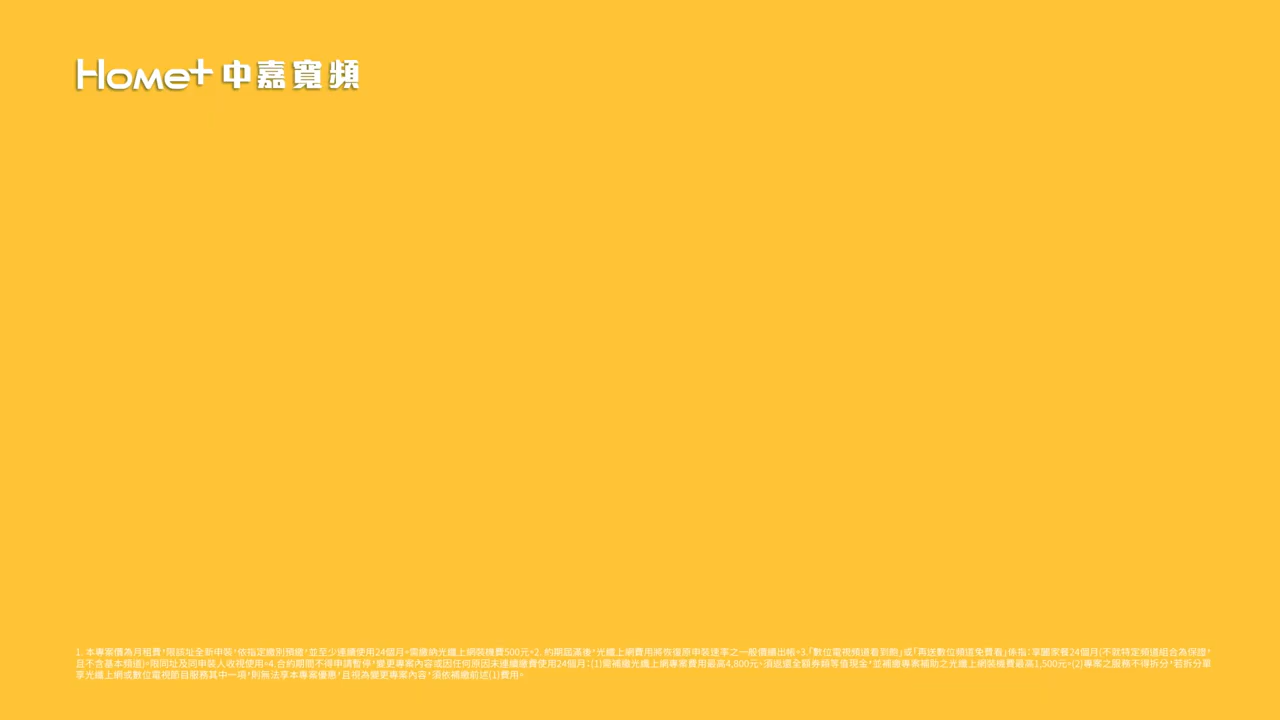 Home+ 中嘉寬頻
1. 本專案價為月租費，限該址全新申裝，依指定繳別預繳，並至少連續使用24個月。需繳納光纖上網裝機費500元。2. 約期屆滿後，光纖上網費用將恢復原申裝速率之一般價繼出帳。3.「數位電視頻道看到飽」或「再送數位頻道免費看」係指：享闔家餐24個月(不就特定頻道組合為保證，
且不含基本頻道)。限同址及同申裝人收視使用。4.合約期間不得申請暫停，變更專案內容或因任何原因未連續繳費使用24個月：(1)需補繳光纖上網專案費用最高4,800元、須返還全額券類等值現金，並補繳專案補助之光纖上網裝機費最高1,500元。(2)專案之服務不得拆分，若拆分單
享光纖上網或數位電視節目服務其中一項，則無法享本專案優惠，且視為變更專案內容，須依補繳前述(1)費用。